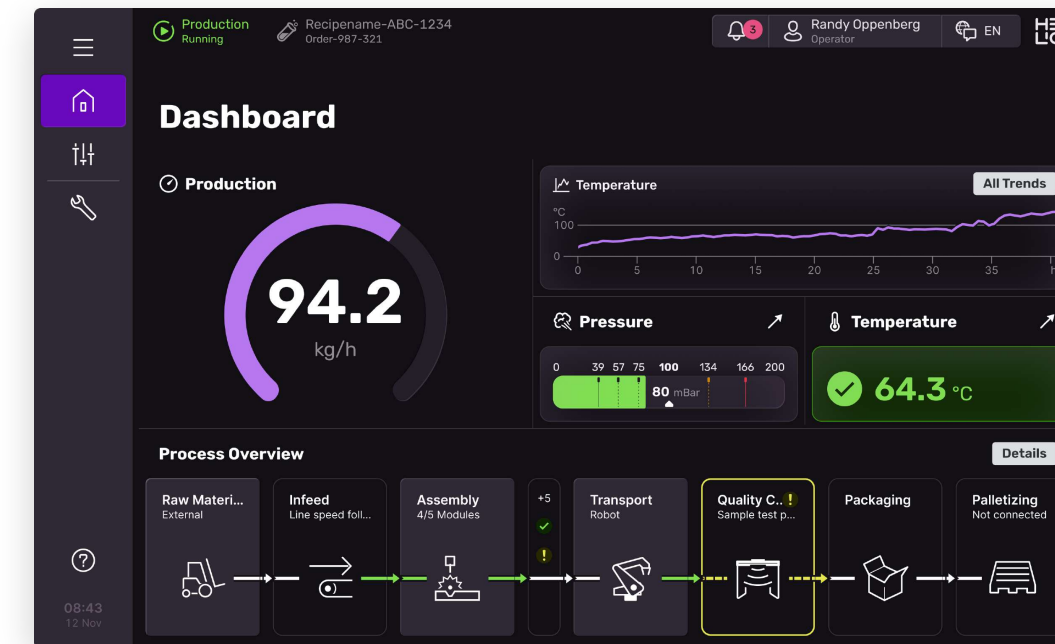 Production
Running
Recipename-ABC-1234
Order-987-321
3
Randy Oppenberg
Operator
EN
Dashboard
Production
94.2
kg/h
Temperature
All Trends
°C
100
0
0 5 10 15 20 25 30 35 h
Pressure
0 39 57 75 100 134 166 200
80 mBar
Temperature
64.3 °C
Process Overview
Details
Raw Materi...
External
Infeed
Line speed foll...
Assembly
4/5 Modules
+5
!
Transport
Robot
Quality C.. !
Sample test p...
Packaging
Palletizing
Not connected
?
08:43
12 Nov